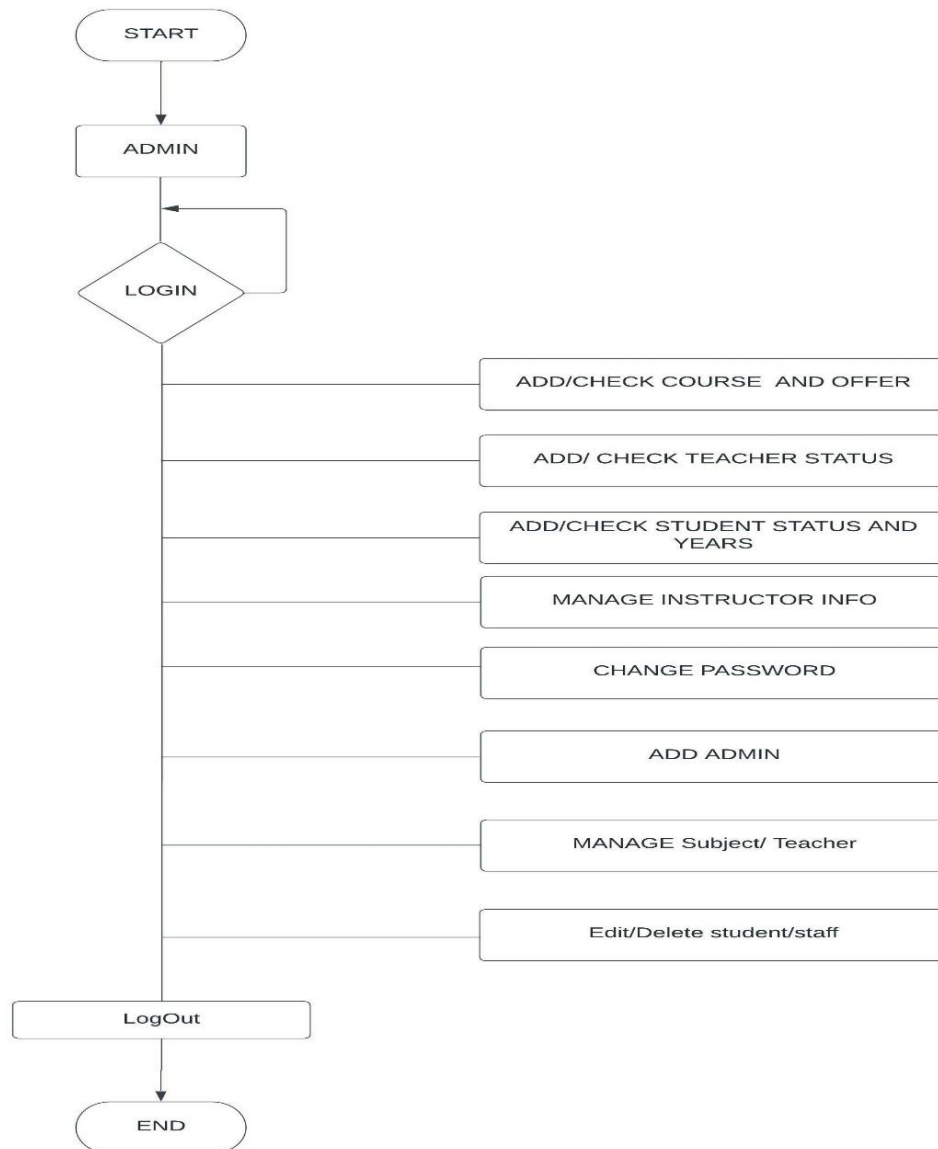 START
ADMIN
LOGIN
ADD/CHECK COURSE AND OFFER
ADD/ CHECK TEACHER STATUS
ADD/CHECK STUDENT STATUS AND
YEARS
MANAGE INSTRUCTOR INFO
CHANGE PASSWORD
ADD ADMIN
MANAGE Subject/ Teacher
Edit/Delete student/staff
LogOut
END